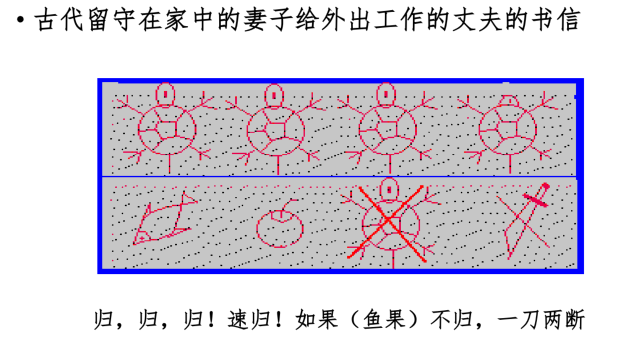 • 古代留守在家中的妻子给外出工作的丈夫的书信
归，归，归！速归！如果（鱼果）不归，一刀两断